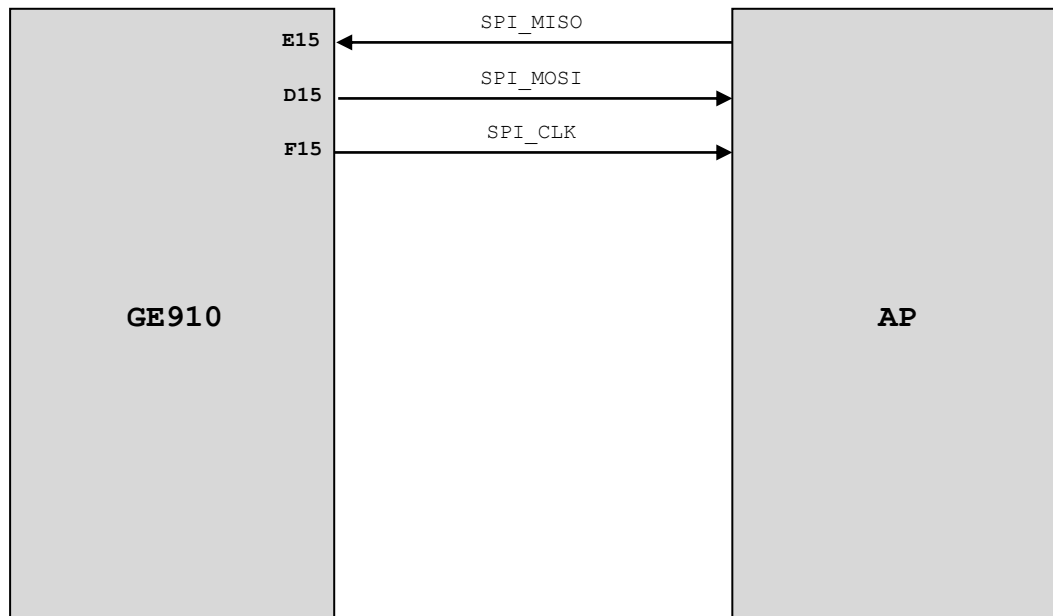 SPI_MISO
E15
SPI_MOSI
D15
SPI_CLK
F15
GE910
AP